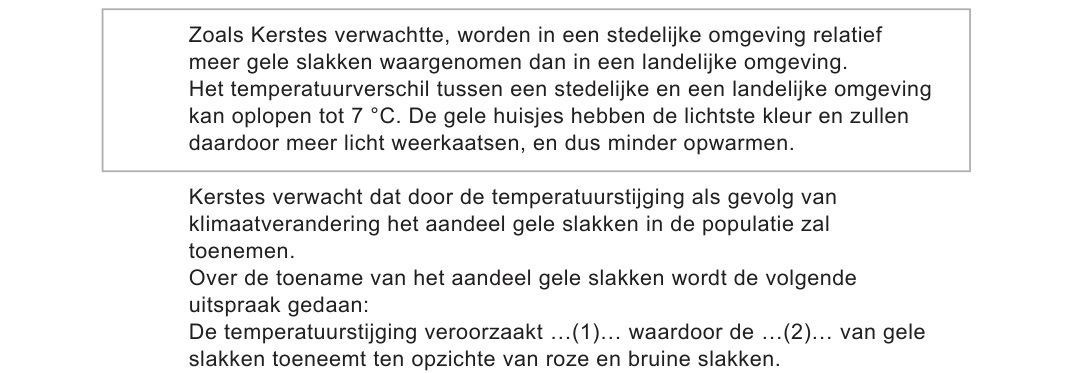 Zoals Kerstes verwachtte, worden in een stedelijke omgeving relatief
meer gele slakken waargenomen dan in een landelijke omgeving.
Het temperatuurverschil tussen een stedelijke en een landelijke omgeving
kan oplopen tot 7 °C. De gele huisjes hebben de lichtste kleur en zullen
daardoor meer licht weerkaatsen, en dus minder opwarmen.
Kerstes verwacht dat door de temperatuurstijging als gevolg van
klimaatverandering het aandeel gele slakken in de populatie zal
toenemen.
Over de toename van het aandeel gele slakken wordt de volgende
uitspraak gedaan:
De temperatuurstijging veroorzaakt …(1)… waardoor de …(2)… van gele
slakken toeneemt ten opzichte van roze en bruine slakken.